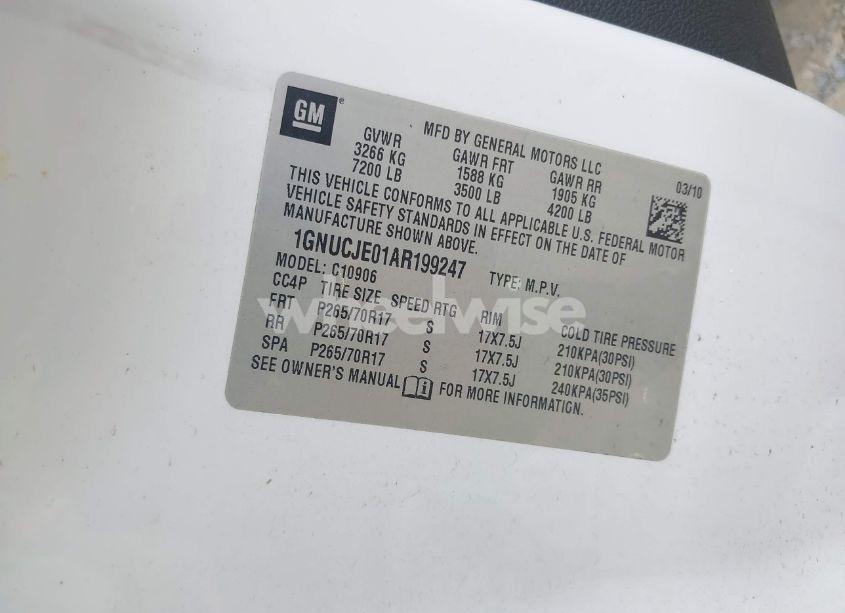 GM®
MFD BY GENERAL MOTORS LLC 03/10
GVWR GAWR FRT GAWR RR
3266 KG 1588 KG 1905 KG
7200 LB 3500 LB 4200 LB
THIS VEHICLE CONFORMS TO ALL APPLICABLE U.S. FEDERAL MOTOR
VEHICLE SAFETY STANDARDS IN EFFECT ON THE DATE OF
MANUFACTURE SHOWN ABOVE.
1GNUCJE01AR199247 TYPE: M.P.V.
MODEL: C10906
CC4P TIRE SIZE SPEED RTG RIM COLD TIRE PRESSURE
FRT P265/70R17 S 17X7.5J 210KPA(30PSI)
RR P265/70R17 S 17X7.5J 210KPA(30PSI)
SPA P265/70R17 S 17X7.5J 240KPA(35PSI)
SEE OWNER'S MANUAL FOR MORE INFORMATION.
wheelwise